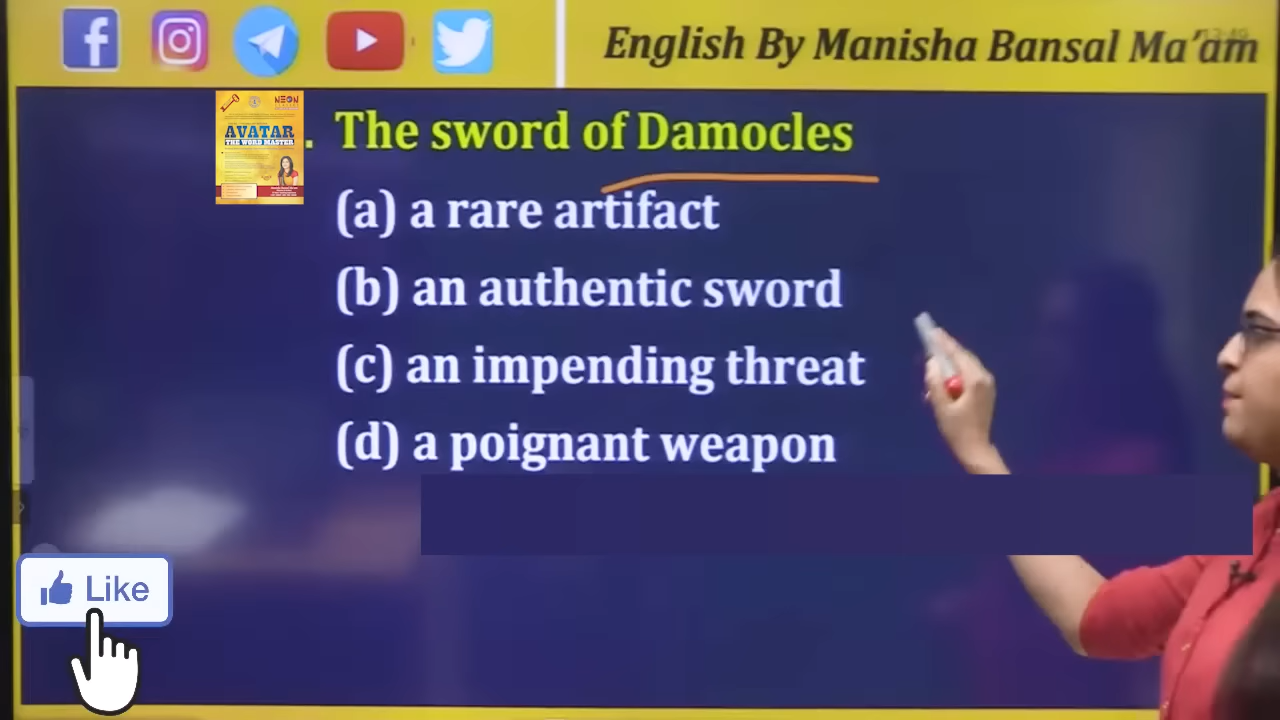 English By Manisha Bansal Ma’am
NEON
AVATAR
THE WORD MASTER
. The sword of Damocles
(a) a rare artifact
(b) an authentic sword
(c) an impending threat
(d) a poignant weapon
Like